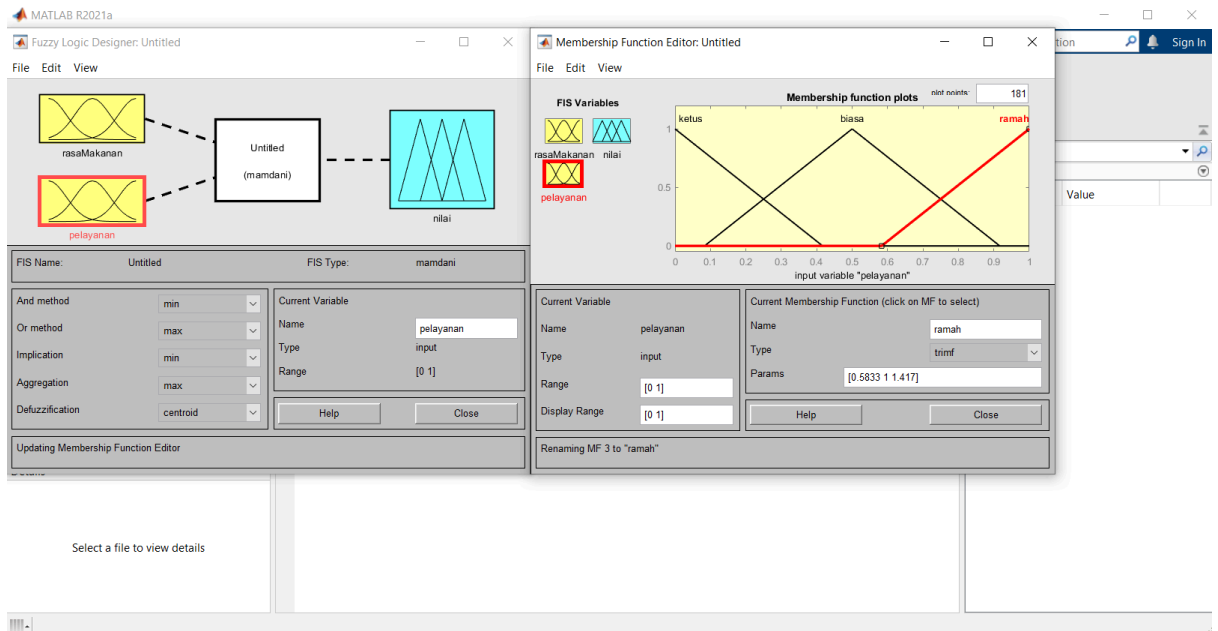 MATLAB R2021a
Fuzzy Logic Designer: Untitled
File Edit View
rasaMakanan
pelayanan
Untitled
(mamdani)
nilai
FIS Name: Untitled FIS Type: mamdani
And method min
Or method max
Implication min
Aggregation max
Defuzzification centroid
Current Variable
Name pelayanan
Type input
Range [0 1]
Help Close
Updating Membership Function Editor
Membership Function Editor: Untitled
File Edit View
FIS Variables
rasaMakanan nilai
pelayanan
Membership function plots plot points: 181
ketus biasa ramah
1
0.5
0
0 0.1 0.2 0.3 0.4 0.5 0.6 0.7 0.8 0.9 1
input variable "pelayanan"
Current Variable
Name pelayanan
Type input
Range [0 1]
Display Range [0 1]
Current Membership Function (click on MF to select)
Name ramah
Type trimf
Params [0.5833 1 1.417]
Help Close
Renaming MF 3 to "ramah"
Sign In
Value
Select a file to view details